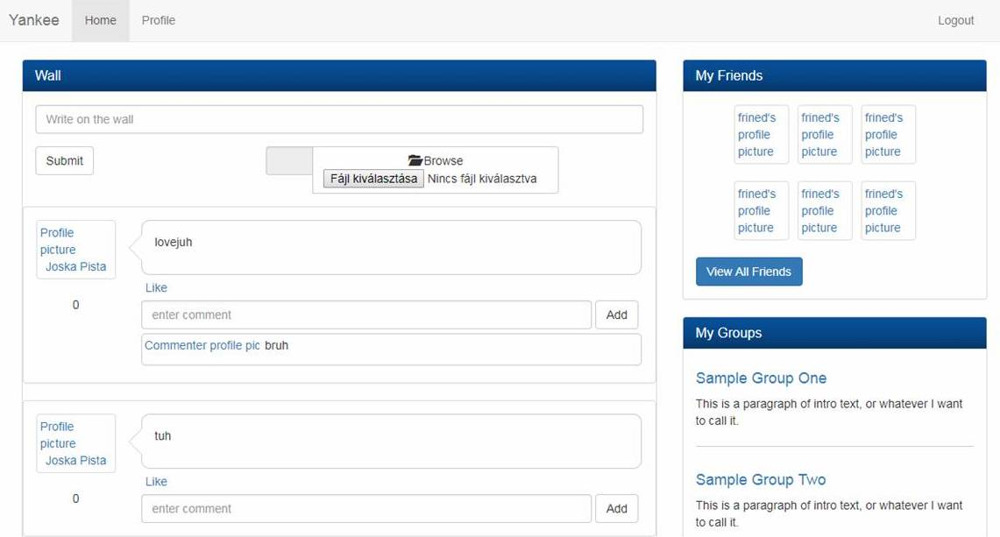 Yankee Home Profile Logout
Wall
Write on the wall
Submit
Browse
Fájl kiválasztása Nincs fájl kiválasztva
Profile
picture
Joska Pista
0
lovejuh
Like
enter comment Add
Commenter profile pic bruh
Profile
picture
Joska Pista
0
tuh
Like
enter comment Add
My Friends
frined's
profile
picture
frined's
profile
picture
frined's
profile
picture
frined's
profile
picture
frined's
profile
picture
frined's
profile
picture
View All Friends
My Groups
Sample Group One
This is a paragraph of intro text, or whatever I want
to call it.
Sample Group Two
This is a paragraph of intro text, or whatever I want
to call it.